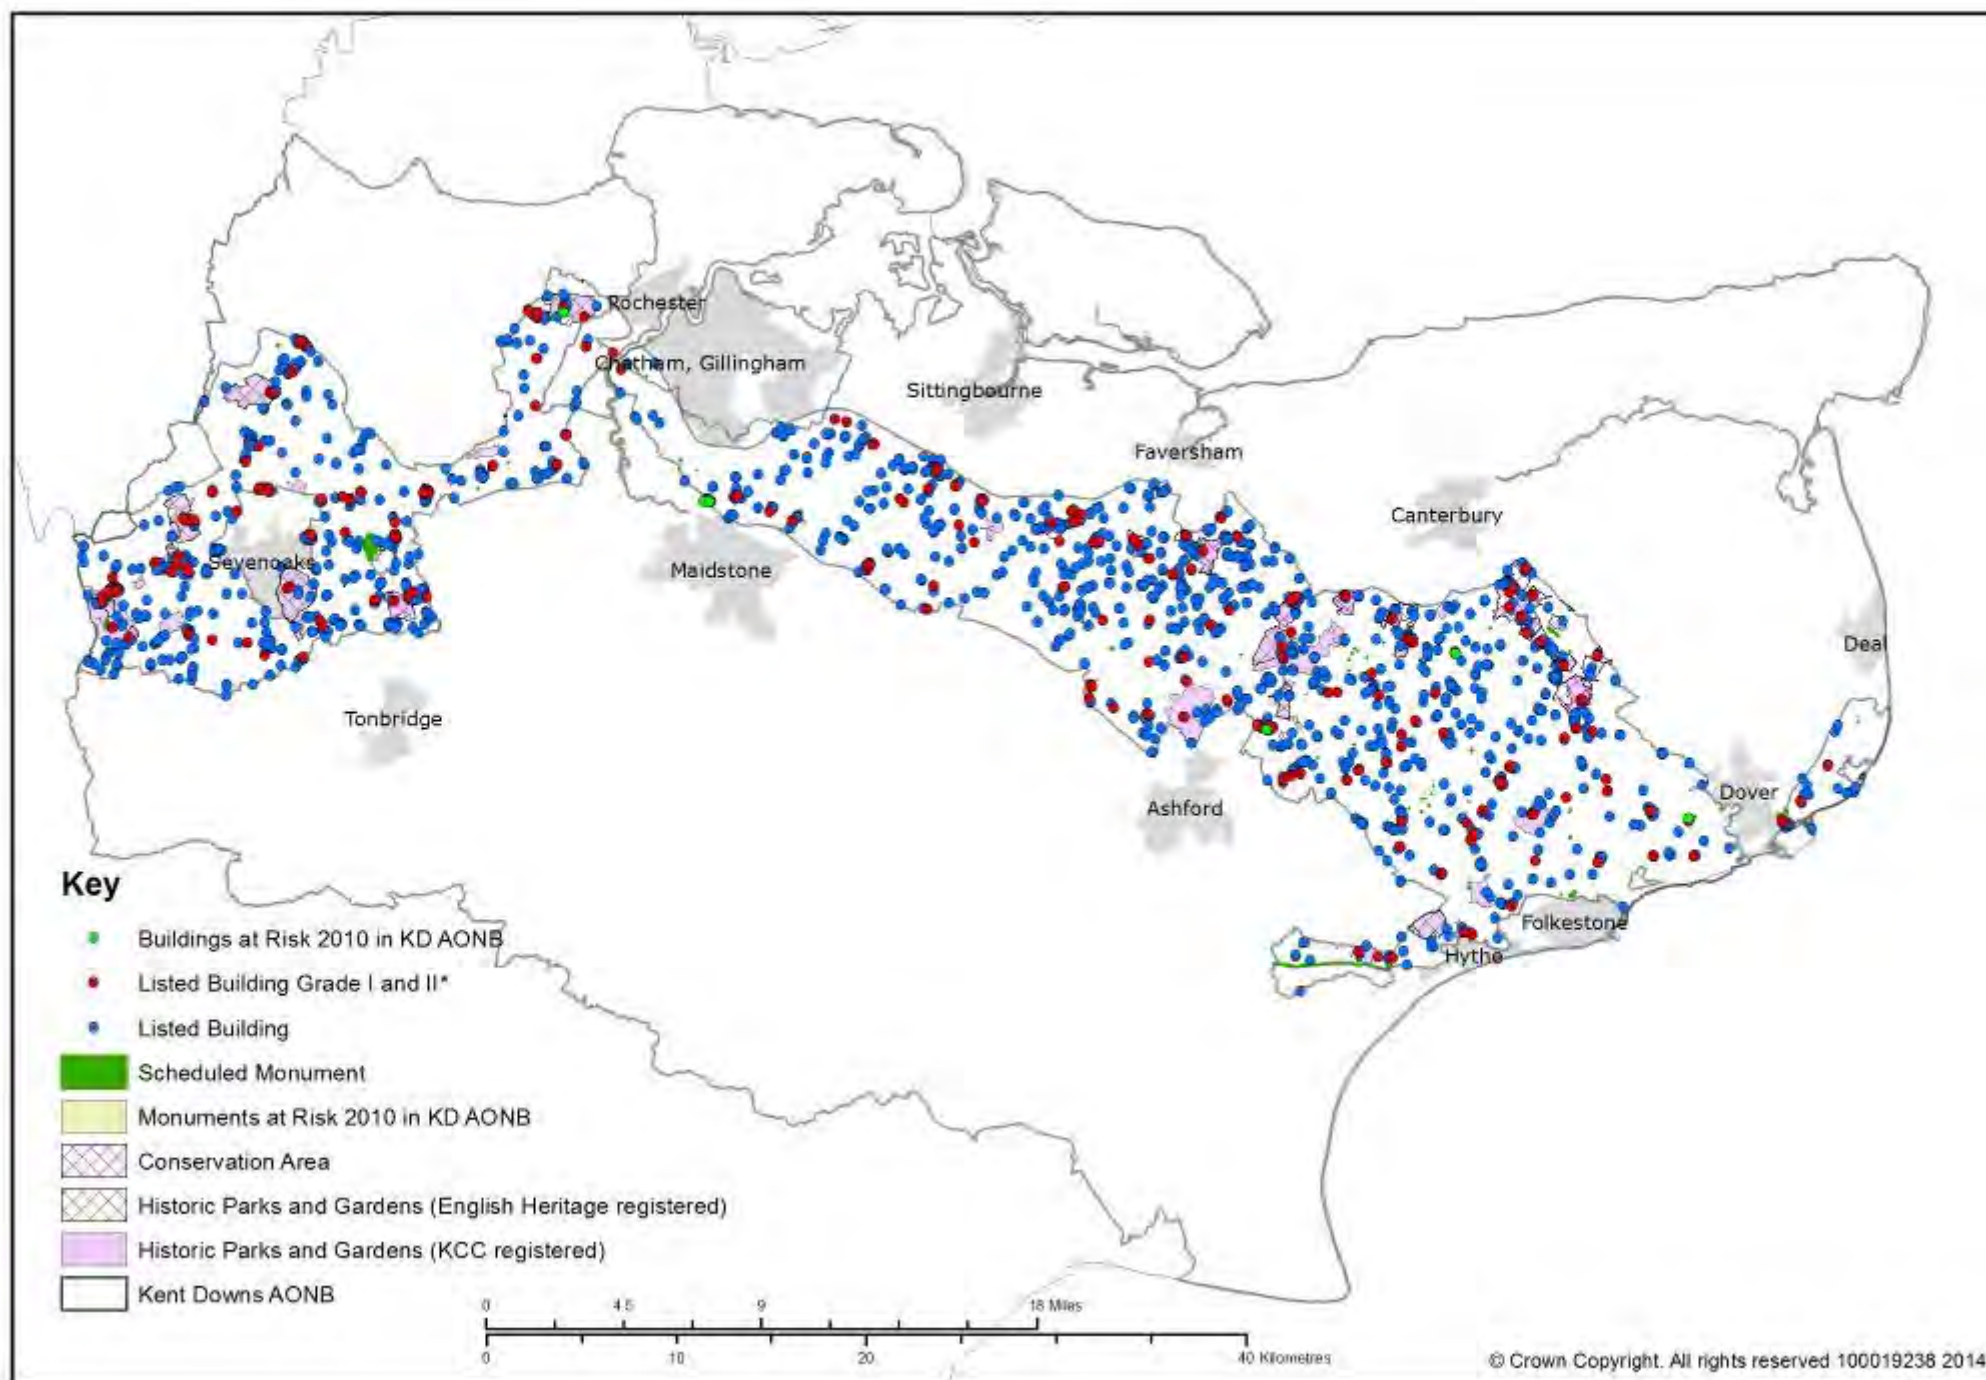 Rochester
Chatham, Gillingham
Sittingbourne
Faversham
Canterbury
Sevenoaks
Maidstone
Deal
Tonbridge
Dover
Ashford
Folkestone
Hythe
Key
Buildings at Risk 2010 in KD AONB
Listed Building Grade I and II*
Listed Building
Scheduled Monument
Monuments at Risk 2010 in KD AONB
Conservation Area
Historic Parks and Gardens (English Heritage registered)
Historic Parks and Gardens (KCC registered)
Kent Downs AONB
0 4.5 9 18 Miles
0 10 20 40 Kilometres
© Crown Copyright. All rights reserved 100019238 2014